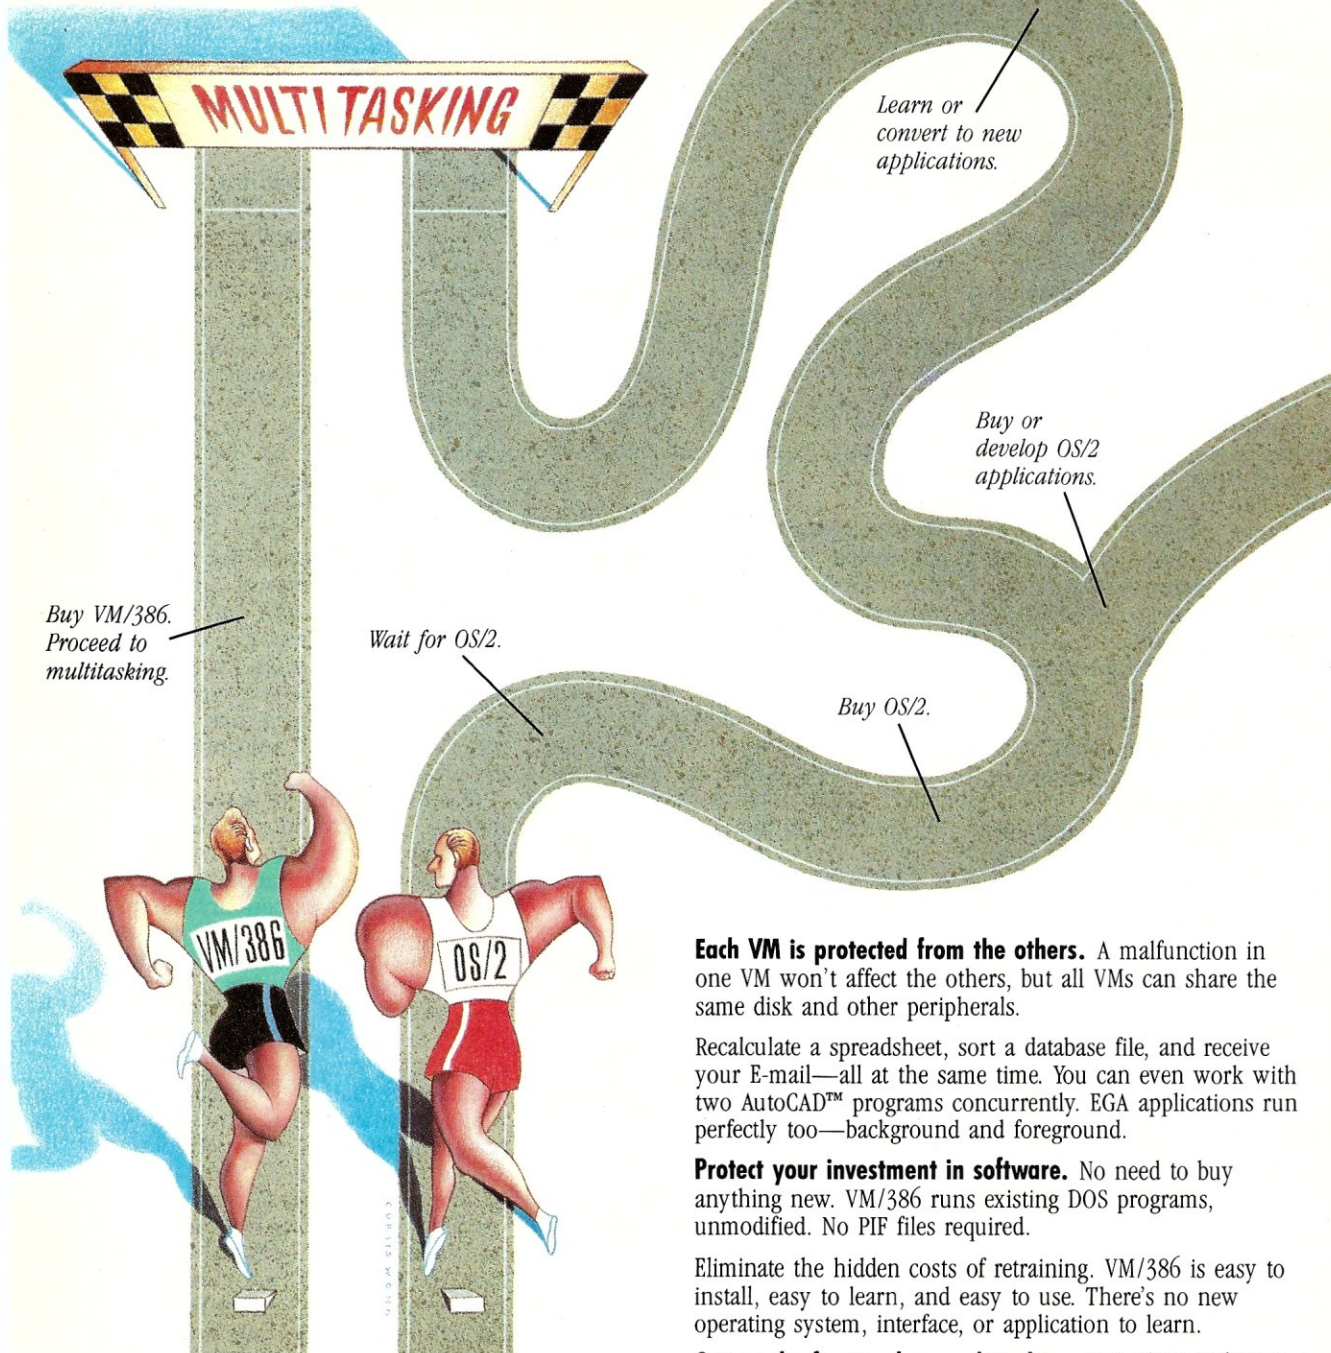 MULTITASKING
Learn or
convert to new
applications.
Buy or
develop OS/2
applications.
Buy VM/386.
Proceed to
multitasking.
Wait for OS/2.
Buy OS/2.
VM/386
OS/2
CURTIS WONG
Each VM is protected from the others. A malfunction in
one VM won't affect the others, but all VMs can share the
same disk and other peripherals.
Recalculate a spreadsheet, sort a database file, and receive
your E-mail—all at the same time. You can even work with
two AutoCAD™ programs concurrently. EGA applications run
perfectly too—background and foreground.
Protect your investment in software. No need to buy
anything new. VM/386 runs existing DOS programs,
unmodified. No PIF files required.
Eliminate the hidden costs of retraining. VM/386 is easy to
install, easy to learn, and easy to use. There's no new
operating system, interface, or application to learn.